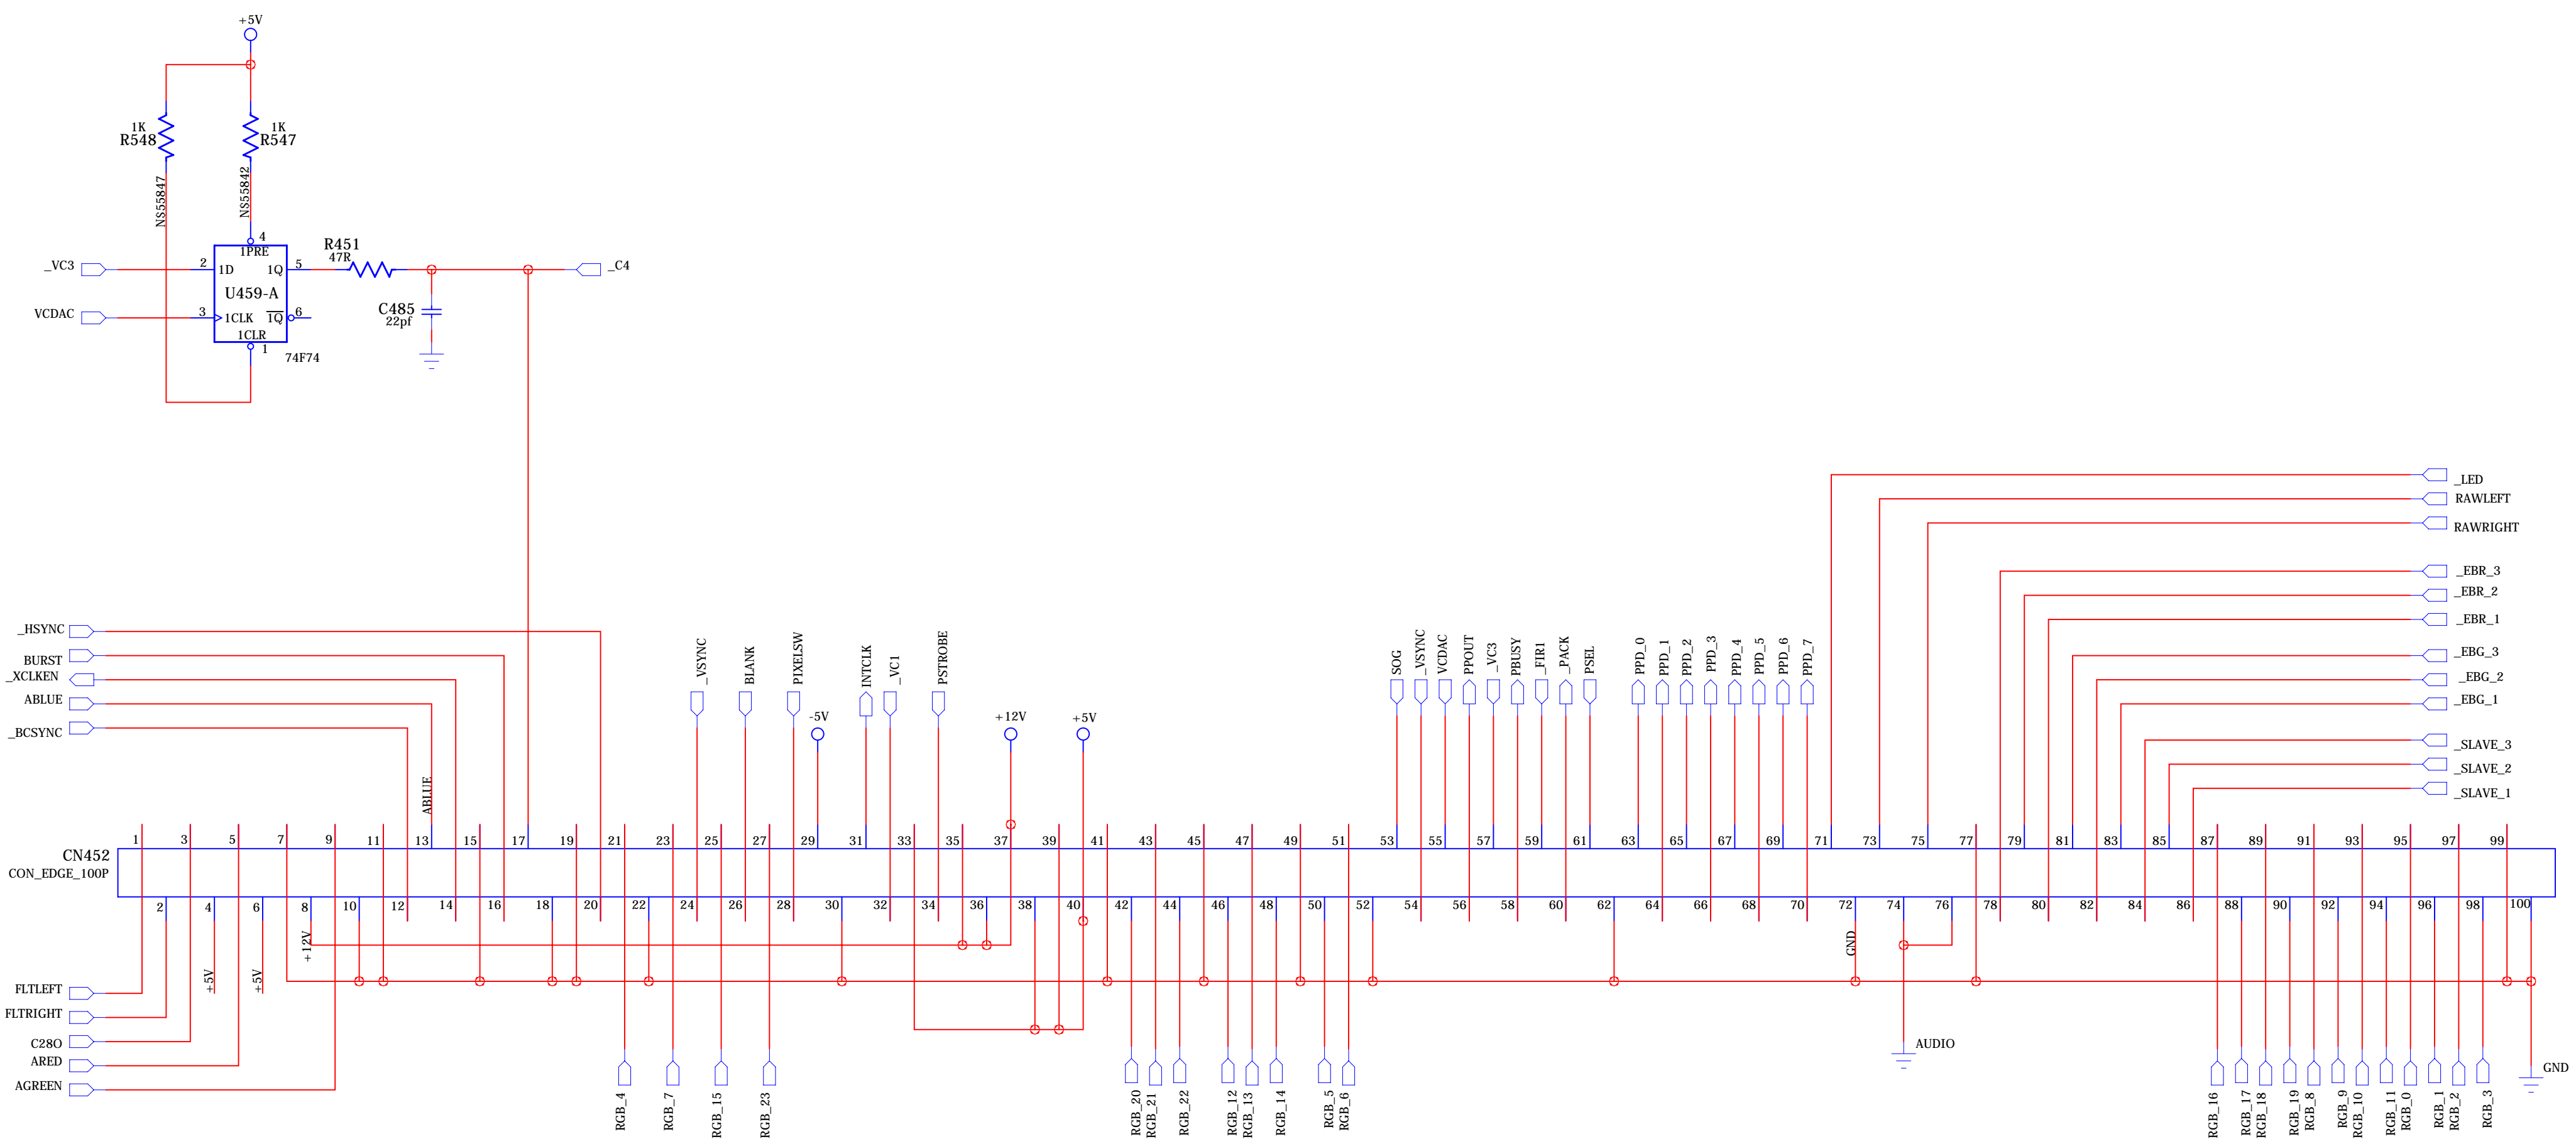 +5V
1K
R548
1K
R547
NS55847
NS55842
4
1PRE
_VC3
2
1D
1Q
5
R451
47R
_C4
U459-A
VCDAC
3
1CLK
1Q
6
C485
22pf
1CLR
1
74F74
_LED
RAWLEFT
RAWRIGHT
_EBR_3
_EBR_2
_EBR_1
_EBG_3
_EBG_2
_EBG_1
_SLAVE_3
_SLAVE_2
_SLAVE_1
_HSYNC
BURST
_XCLKEN
ABLUE
_BCSYNC
ABLUE
_VSYNC
BLANK
PIXELSW
-5V
INTCLK
_VC1
PSTROBE
+12V
+5V
SOG
_VSYNC
VCDAC
PPOUT
_VC3
PBUSY
_FIR1
_PACK
PSEL
PPD_0
PPD_1
PPD_2
PPD_3
PPD_4
PPD_5
PPD_6
PPD_7
1 3 5 7 9 11 13 15 17 19 21 23 25 27 29 31 33 35 37 39 41 43 45 47 49 51 53 55 57 59 61 63 65 67 69 71 73 75 77 79 81 83 85 87 89 91 93 95 97 99
CN452
CON_EDGE_100P
2 4 6 8 10 12 14 16 18 20 22 24 26 28 30 32 34 36 38 40 42 44 46 48 50 52 54 56 58 60 62 64 66 68 70 72 74 76 78 80 82 84 86 88 90 92 94 96 98 100
+5V
+5V
+12V
GND
FLTLEFT
FLTRIGHT
C28O
ARED
AGREEN
AUDIO
GND
RGB_4
RGB_7
RGB_15
RGB_23
RGB_20
RGB_21
RGB_22
RGB_12
RGB_13
RGB_14
RGB_5
RGB_6
RGB_16
RGB_17
RGB_18
RGB_19
RGB_8
RGB_9
RGB_10
RGB_11
RGB_0
RGB_1
RGB_2
RGB_3